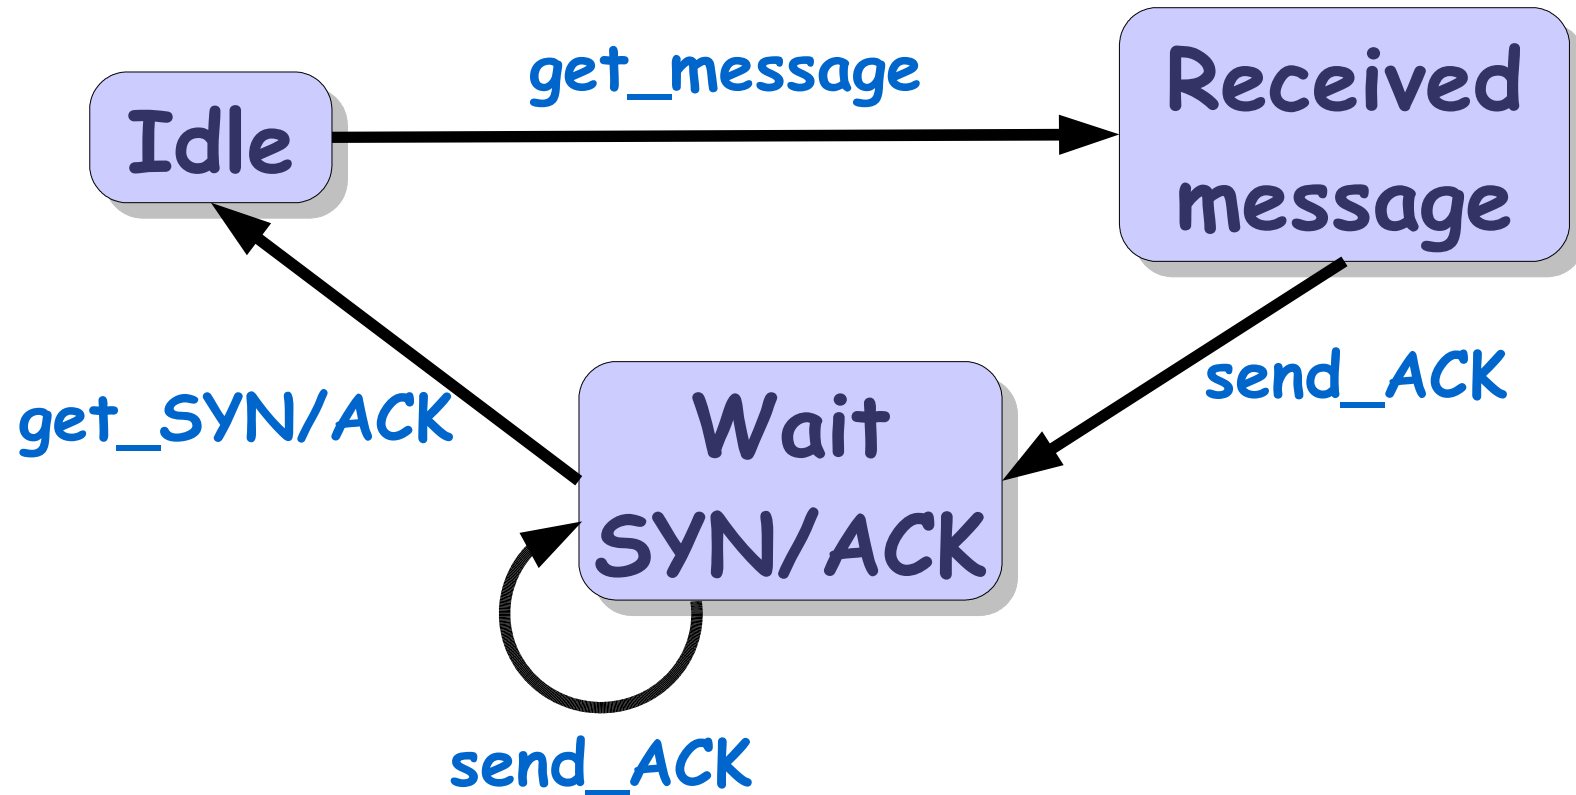 get_message
Idle
Received
message
get_SYN/ACK
send_ACK
Wait
SYN/ACK
send_ACK